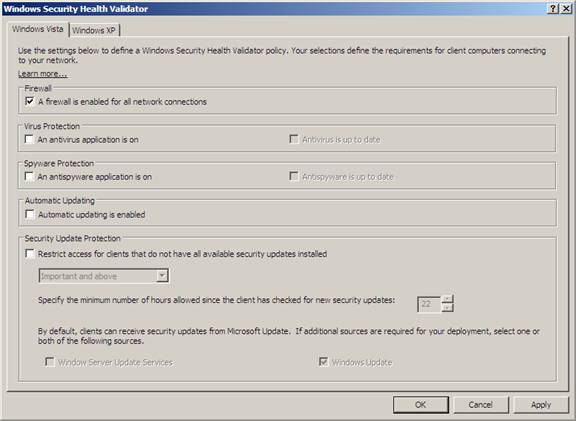 Windows Security Health Validator
Windows Vista Windows XP
Use the settings below to define a Windows Security Health Validator policy. Your selections define the requirements for client computers connecting
to your network.
Learn more...
Firewall
A firewall is enabled for all network connections
Virus Protection
An antivirus application is on Antivirus is up to date
Spyware Protection
An antispyware application is on Antispyware is up to date
Automatic Updating
Automatic updating is enabled
Security Update Protection
Restrict access for clients that do not have all available security updates installed
Important and above
Specify the minimum number of hours allowed since the client has checked for new security updates: 22
By default, clients can receive security updates from Microsoft Update. If additional sources are required for your deployment, select one or
both of the following sources.
Window Server Update Services Windows Update
OK Cancel Apply